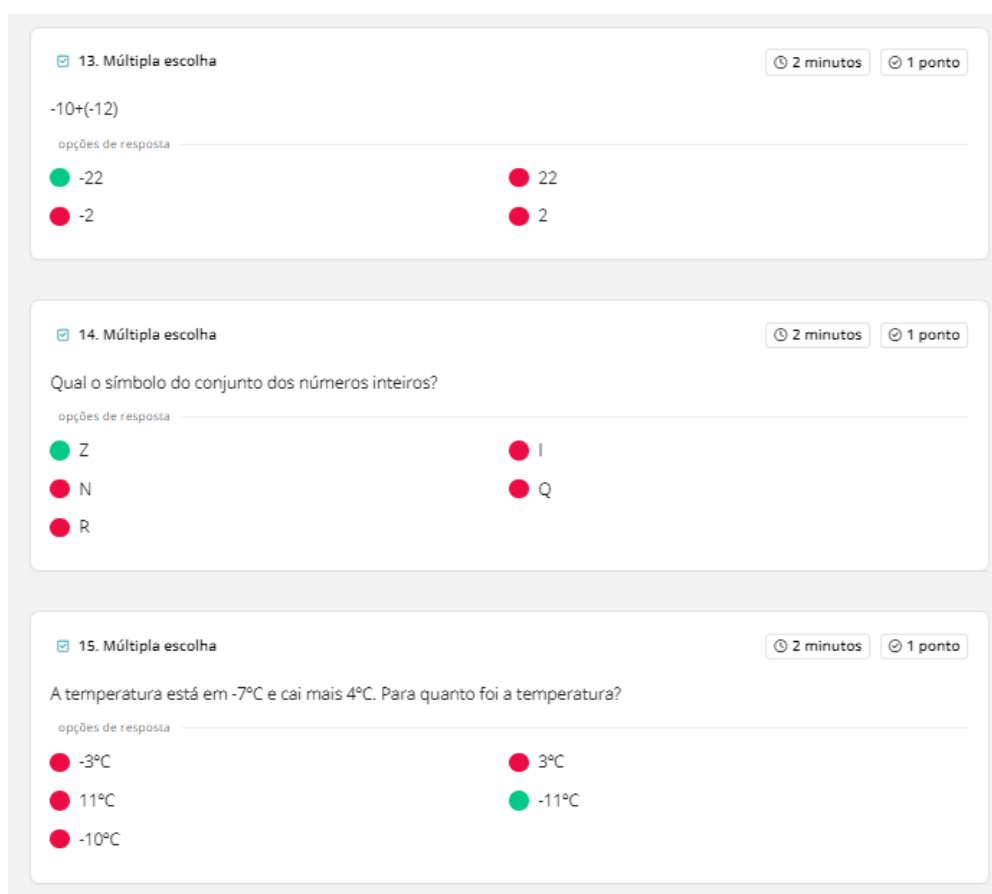 13. Múltipla escolha
2 minutos
1 ponto
-10+(-12)
opções de resposta
-22
22
-2
2
14. Múltipla escolha
2 minutos
1 ponto
Qual o símbolo do conjunto dos números inteiros?
opções de resposta
Z
I
N
Q
R
15. Múltipla escolha
2 minutos
1 ponto
A temperatura está em -7ºC e cai mais 4ºC. Para quanto foi a temperatura?
opções de resposta
-3ºC
3ºC
11ºC
-11ºC
-10ºC